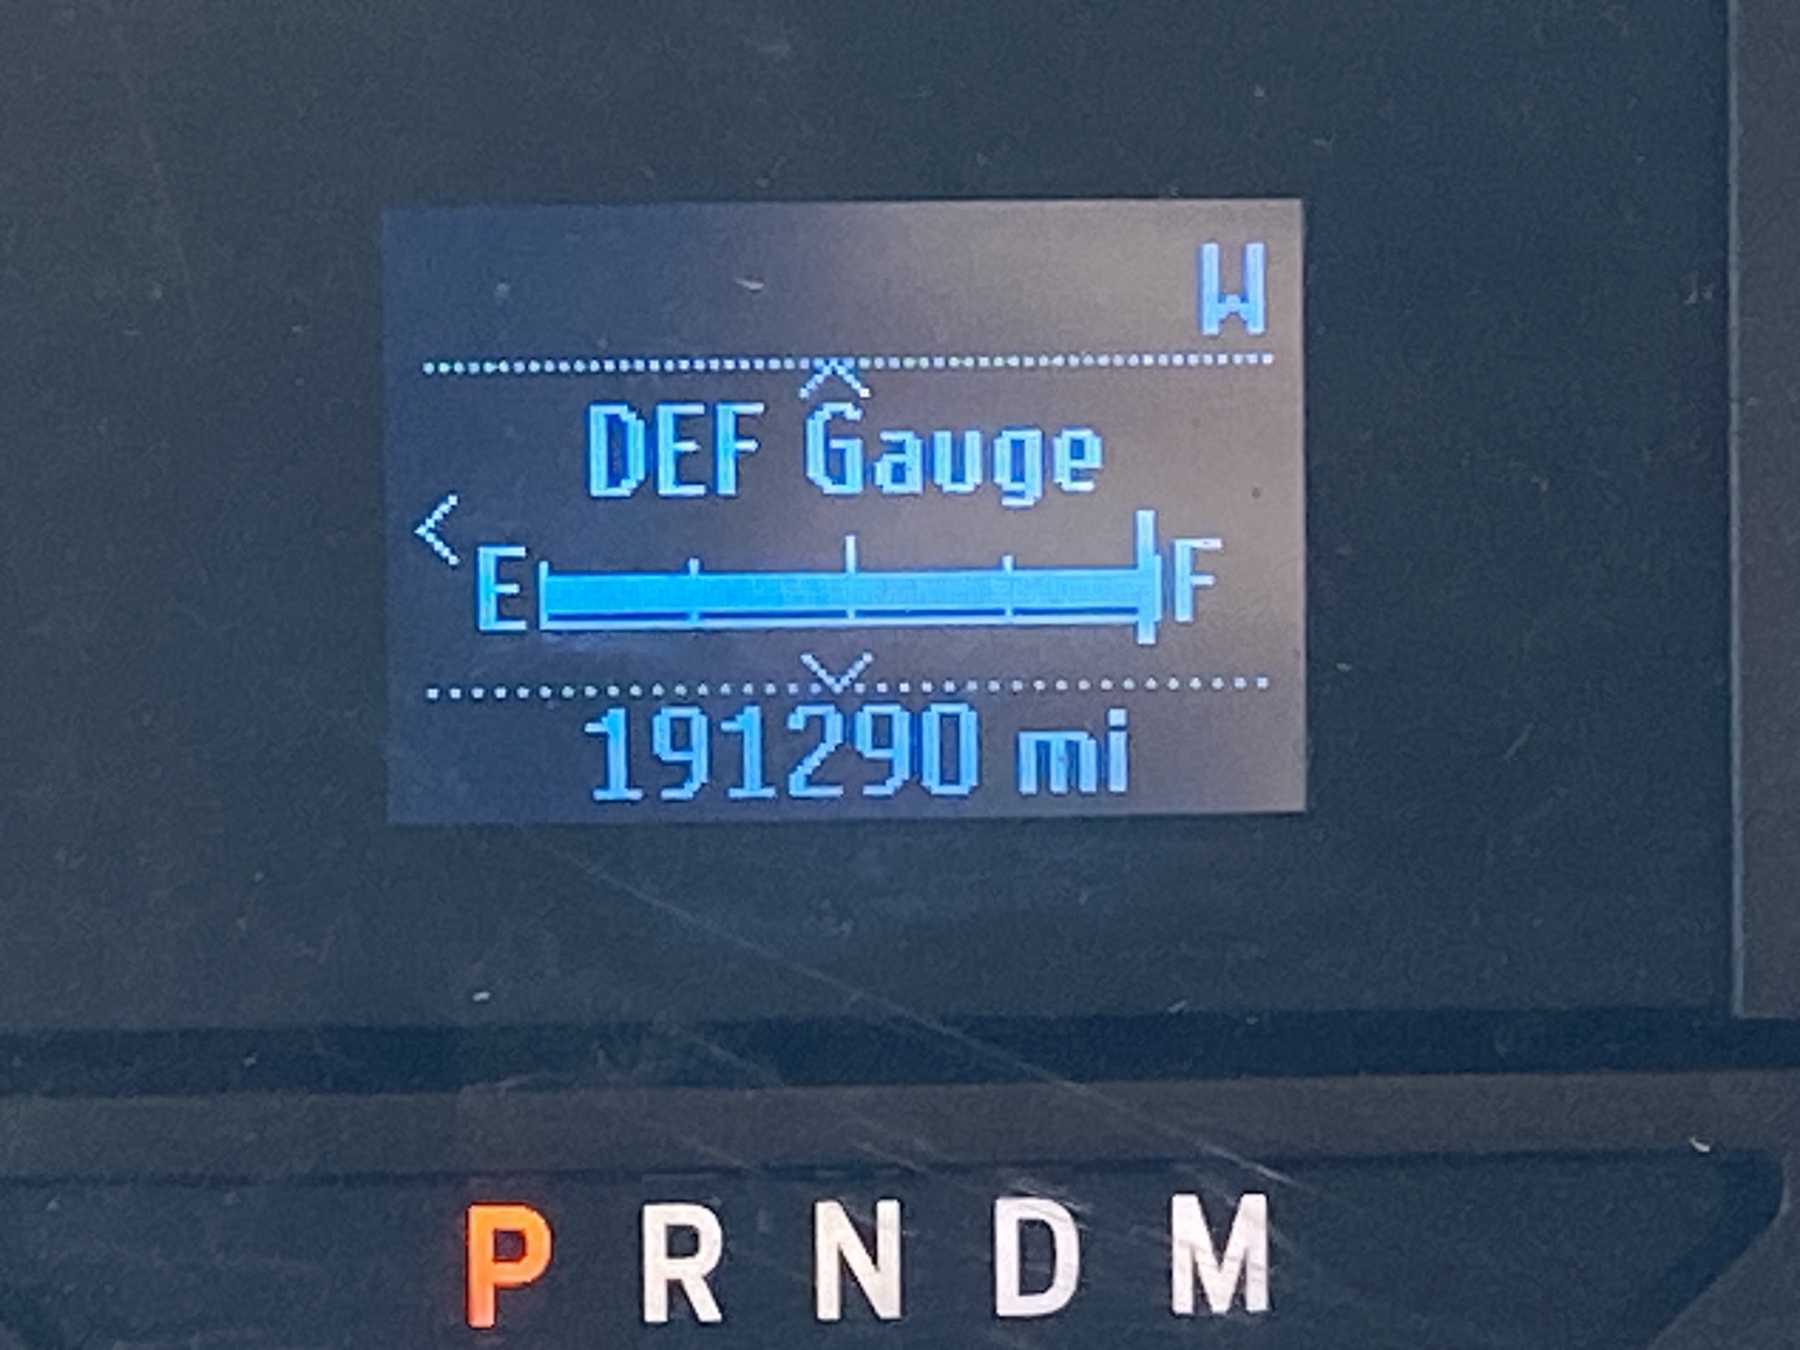 W
DEF Gauge
E F
191290 mi
P R N D M